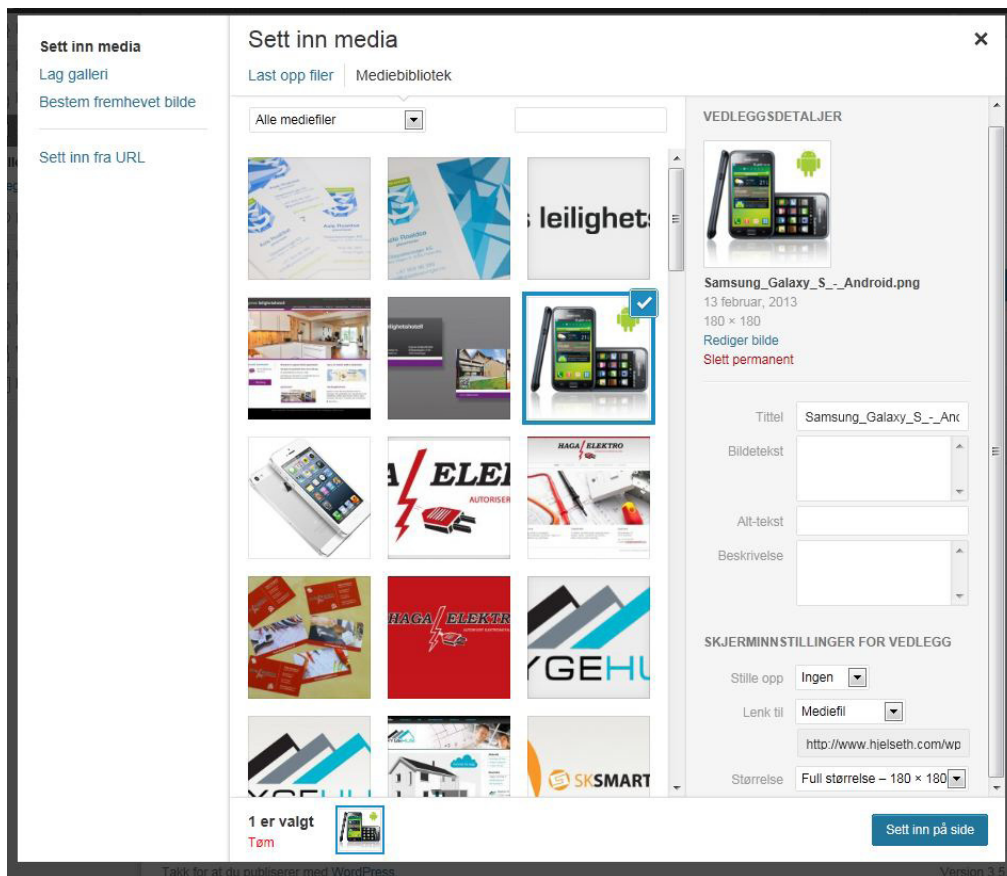 Sett inn media
Lag galleri
Bestem fremhevet bilde
Sett inn fra URL
Sett inn media
Last opp filer
Mediebibliotek
Alle mediefiler
s leilighets
HAGA ELEKTRO
A ELEK
AUTORISER
HAGA ELEKTR
YGEHU
SKSMART
VEDLEGGSDETALJER
Samsung_Galaxy_S_-_Android.png
13 februar, 2013
180 × 180
Rediger bilde
Slett permanent
Tittel
Samsung_Galaxy_S_-_And
Bildetekst
Alt-tekst
Beskrivelse
SKJERMINNSTILLINGER FOR VEDLEGG
Stille opp
Ingen
Lenk til
Mediefil
http://www.hjelseth.com/wp
Størrelse
Full størrelse – 180 × 180
1 er valgt
Tøm
Sett inn på side
Takk for at du publiserer med WordPress.
Version 3.5